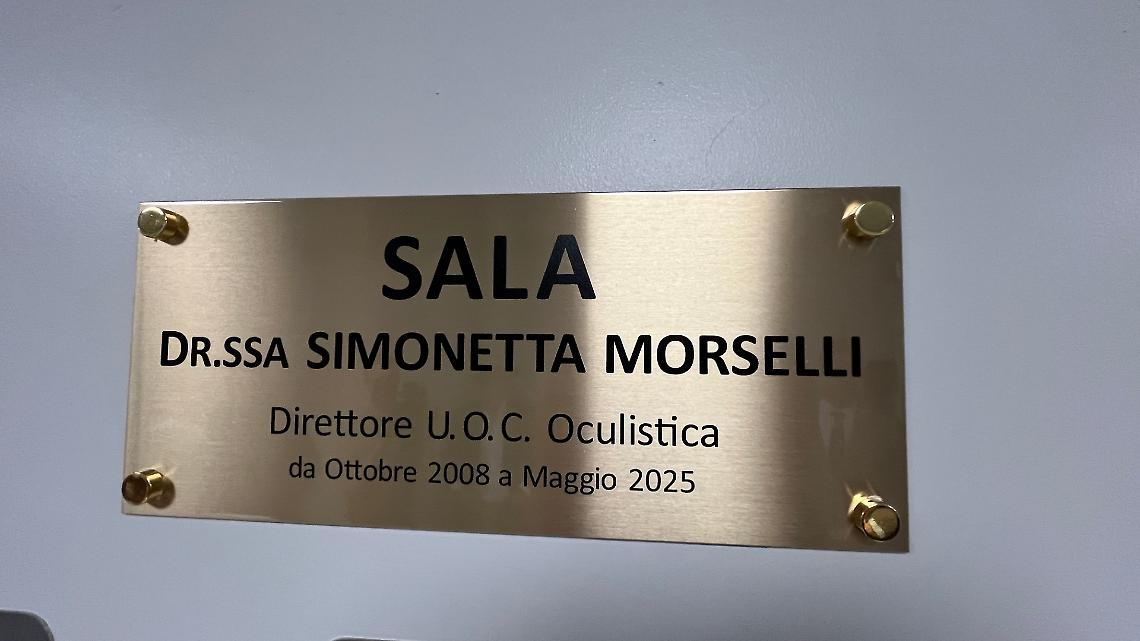 SALA
DR.SSA SIMONETTA MORSELLI
Direttore U.O.C. Oculistica
da Ottobre 2008 a Maggio 2025